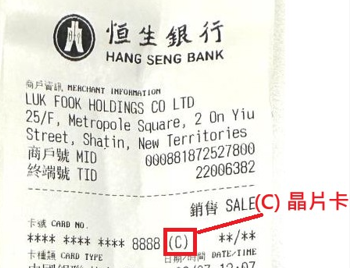 恒生銀行
HANG SENG BANK
商戶資訊 MERCHANT INFORMATION
LUK FOOK HOLDINGS CO LTD
25/F, Metropole Square, 2 On Yiu
Street, Shatin, New Territories
商戶號 MID 000881872527800
終端號 TID 22006382
銷售 SALE
(C) 晶片卡
卡號 CARD NO.
**** **** **** 8888 (C) **/**
卡種類 CARD TYPE 日期/時間 DATE/TIME